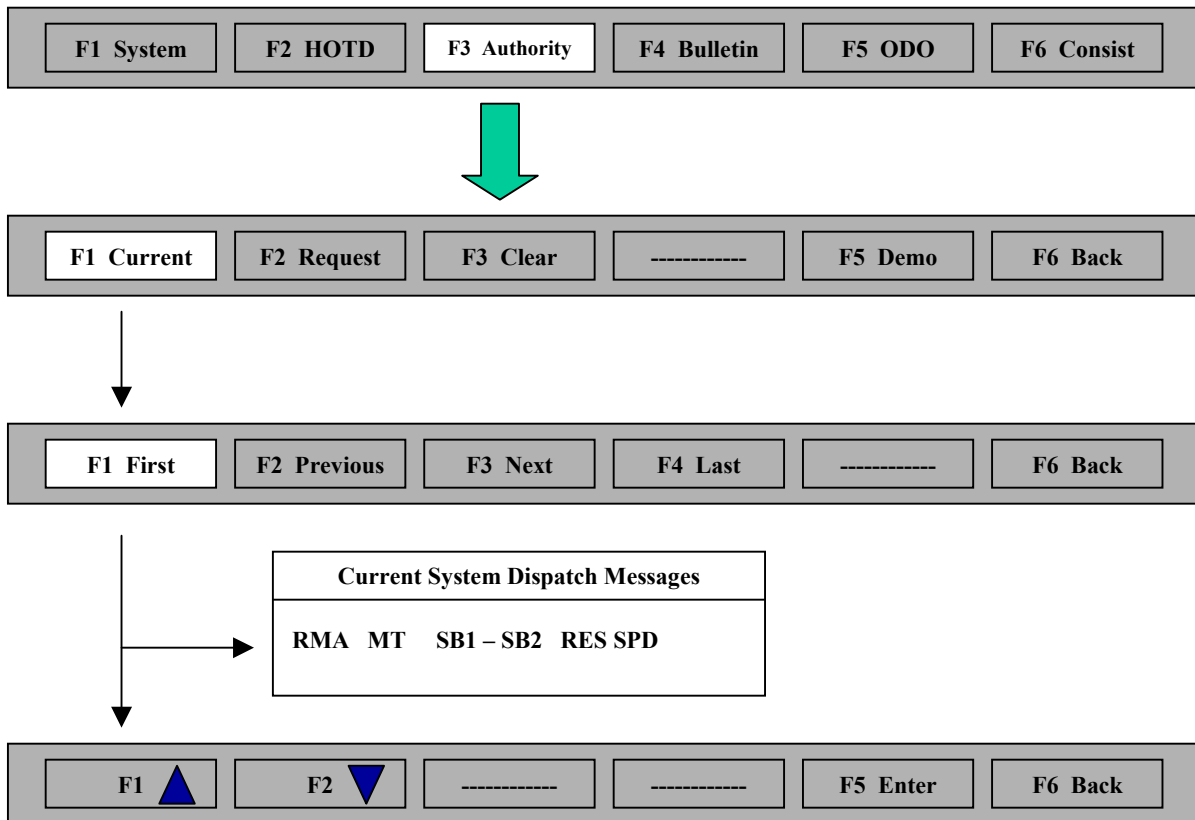 F1 System F2 HOTD F3 Authority F4 Bulletin F5 ODO F6 Consist
F1 Current F2 Request F3 Clear ------------ F5 Demo F6 Back
F1 First F2 Previous F3 Next F4 Last ------------ F6 Back
Current System Dispatch Messages
RMA MT SB1 – SB2 RES SPD
F1 F2 ------------ ------------ F5 Enter F6 Back